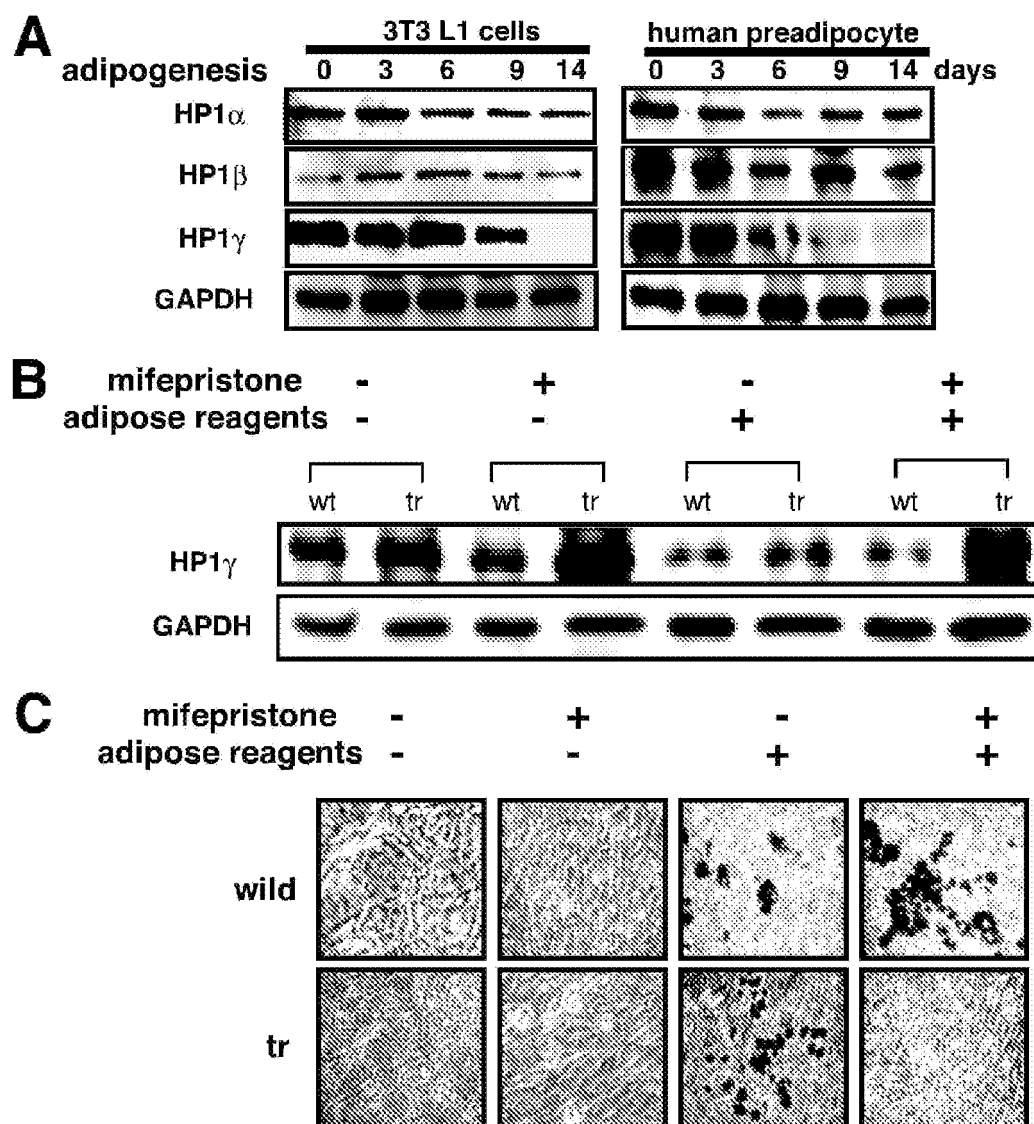 A
3T3 L1 cells
human preadipocyte
adipogenesis 0 3 6 9 14 0 3 6 9 14 days
HP1α
HP1β
HP1γ
GAPDH
B
mifepristone - + - +
adipose reagents - - + +
wt tr wt tr wt tr wt tr
HP1γ
GAPDH
C
mifepristone - + - +
adipose reagents - - + +
wild
tr